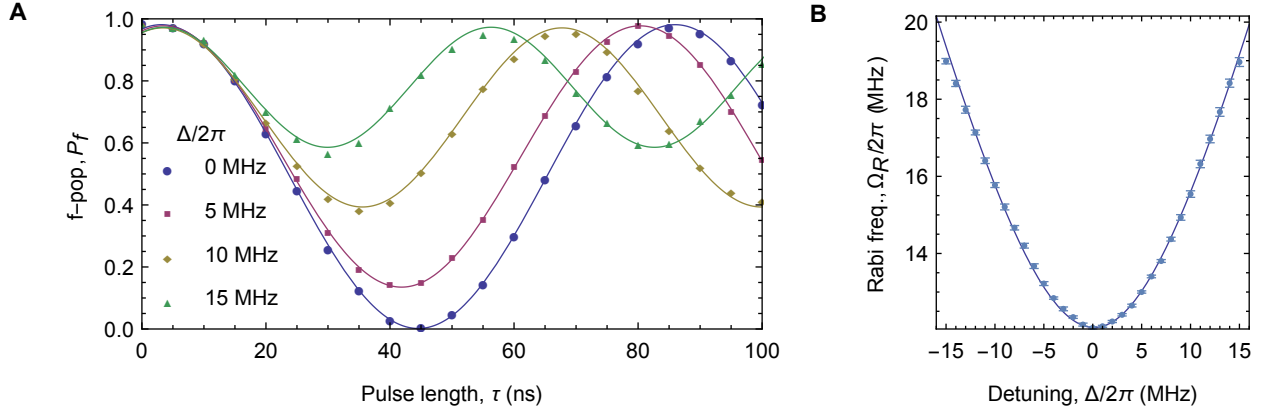 A
f-pop, P_f
1.0
0.8
0.6
0.4
0.2
0.0
Δ/2π
0 MHz
5 MHz
10 MHz
15 MHz
0 20 40 60 80 100
Pulse length, τ (ns)
B
Rabi freq., Ω_R/2π (MHz)
20
18
16
14
−15 −10 −5 0 5 10 15
Detuning, Δ/2π (MHz)